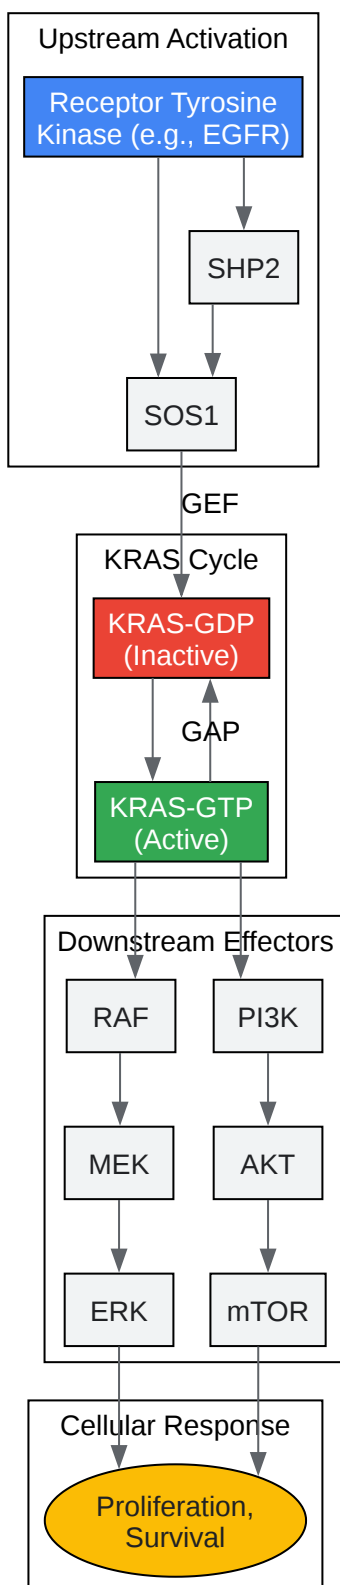 Upstream Activation
Receptor Tyrosine
Kinase (e.g., EGFR)
SHP2
SOS1
GEF
KRAS Cycle
KRAS-GDP
(Inactive)
GAP
KRAS-GTP
(Active)
Downstream Effectors
RAF
PI3K
MEK
AKT
ERK
mTOR
Cellular Response
Proliferation,
Survival